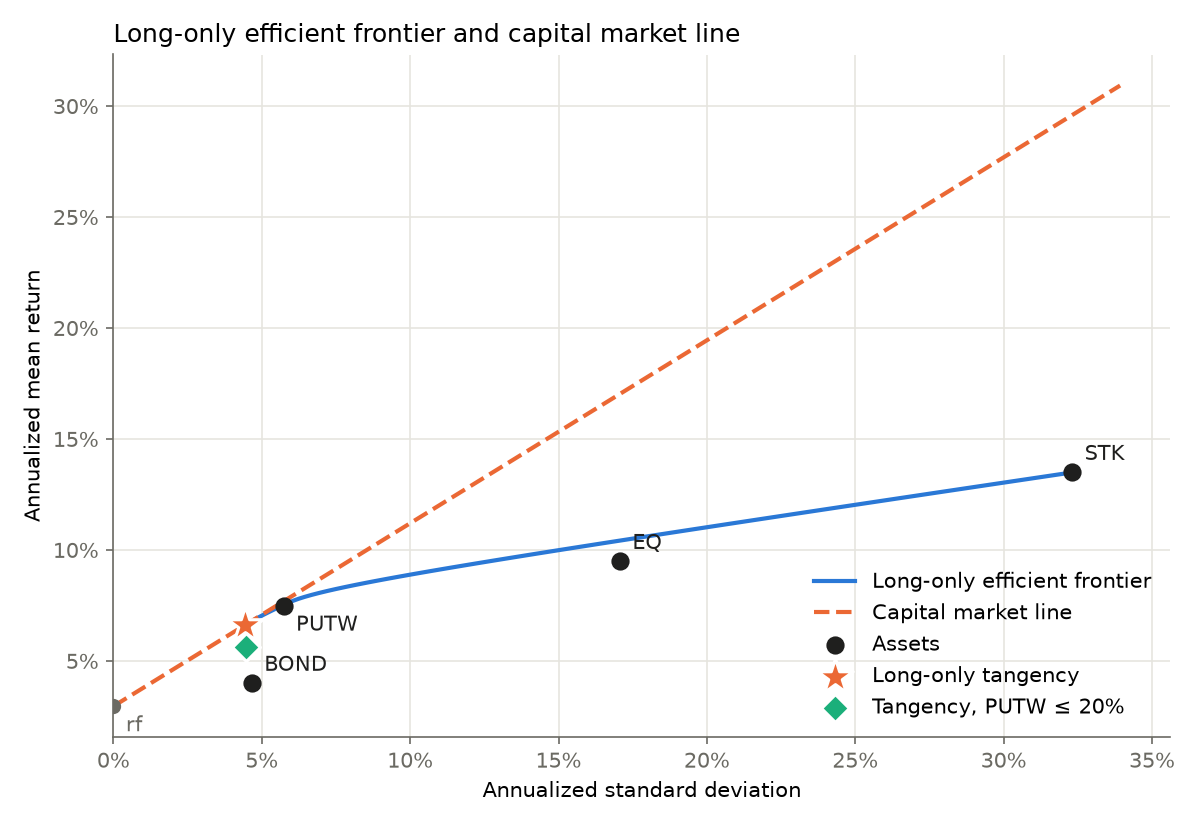 Long-only efficient frontier and capital market line
Annualized mean return
30%
25%
20%
15%
10%
5%
STK
EQ
PUTW
BOND
rf
Long-only efficient frontier
Capital market line
Assets
Long-only tangency
Tangency, PUTW ≤ 20%
0%
5%
10%
15%
20%
25%
30%
35%
Annualized standard deviation